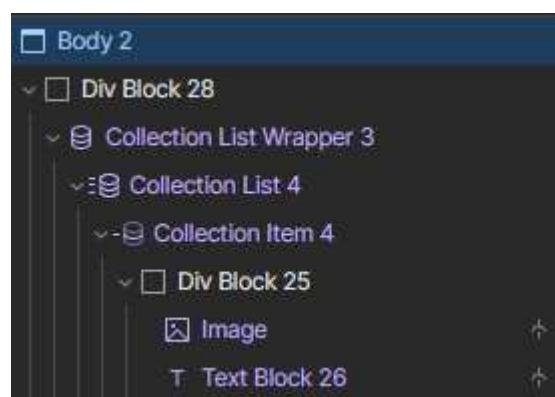 Body 2
Div Block 28
Collection List Wrapper 3
Collection List 4
Collection Item 4
Div Block 25
Image
T Text Block 26